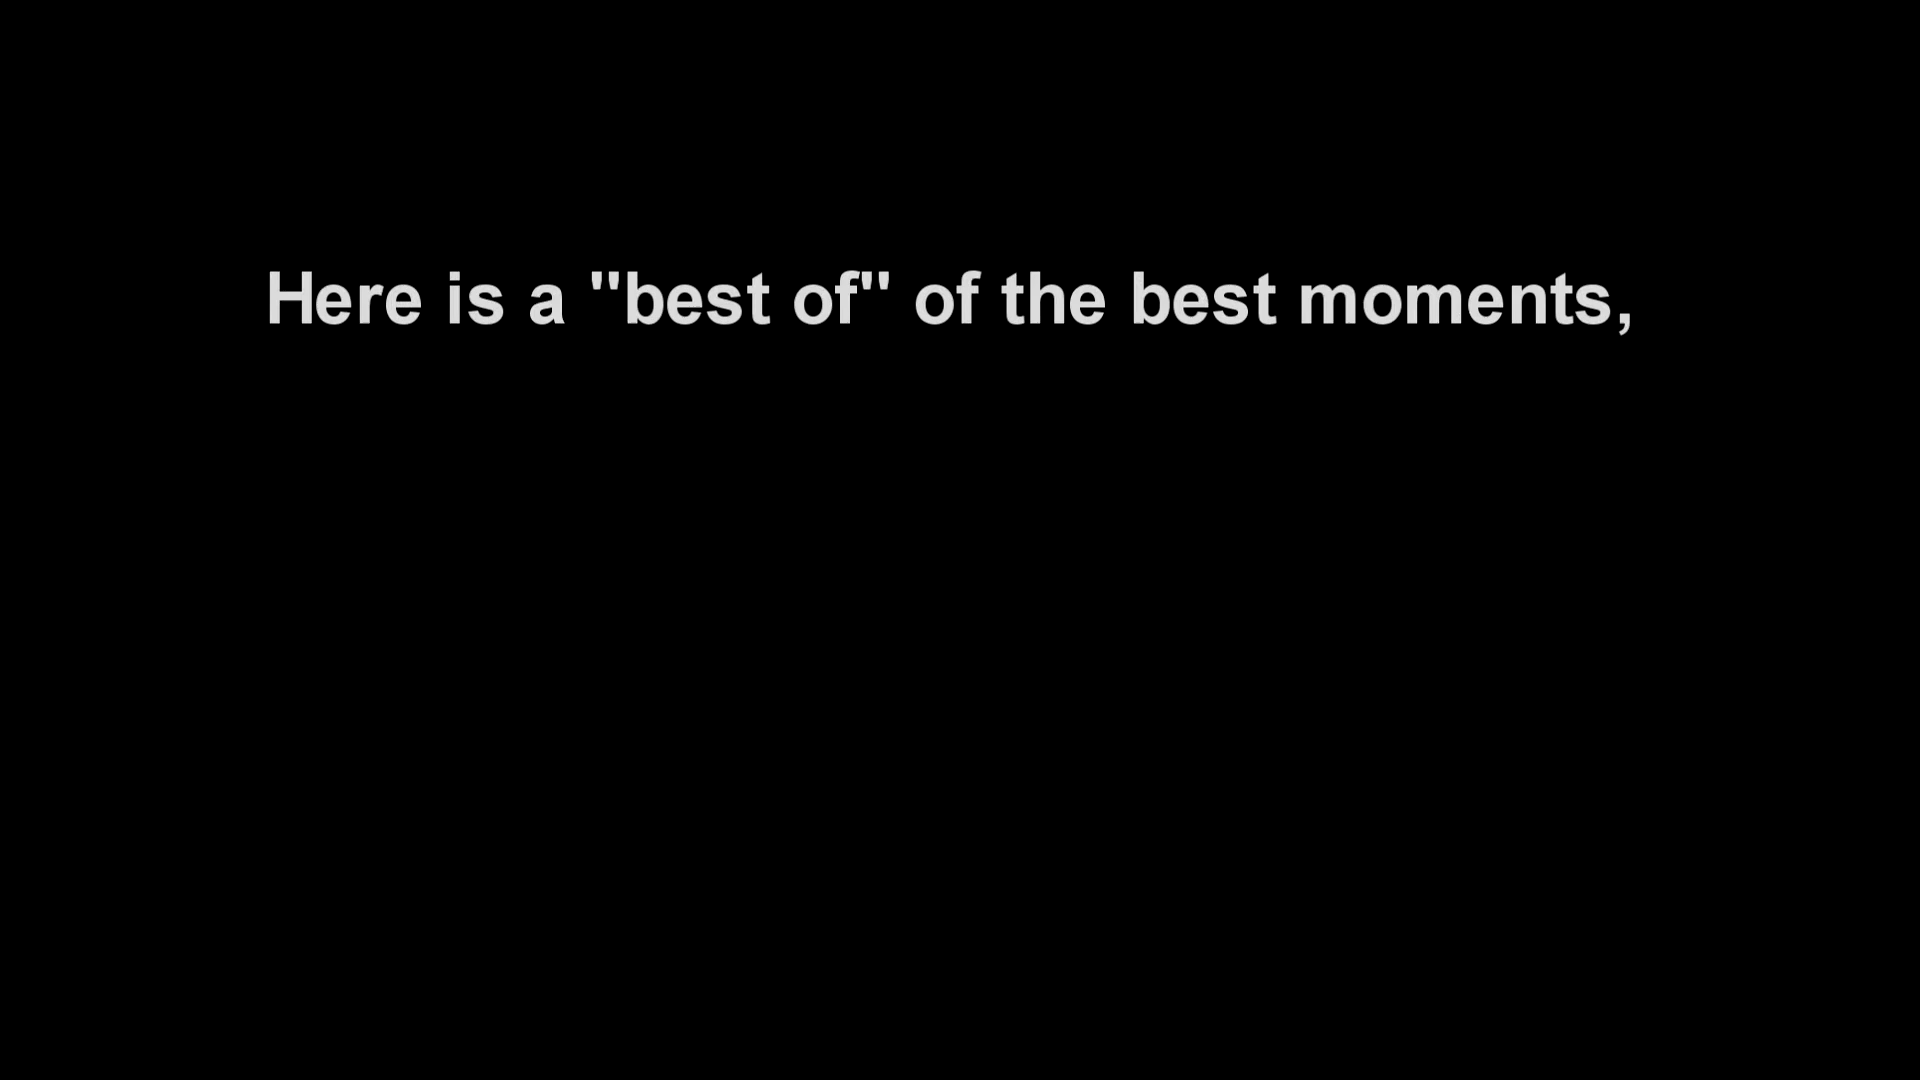 Here is a "best of" of the best moments,